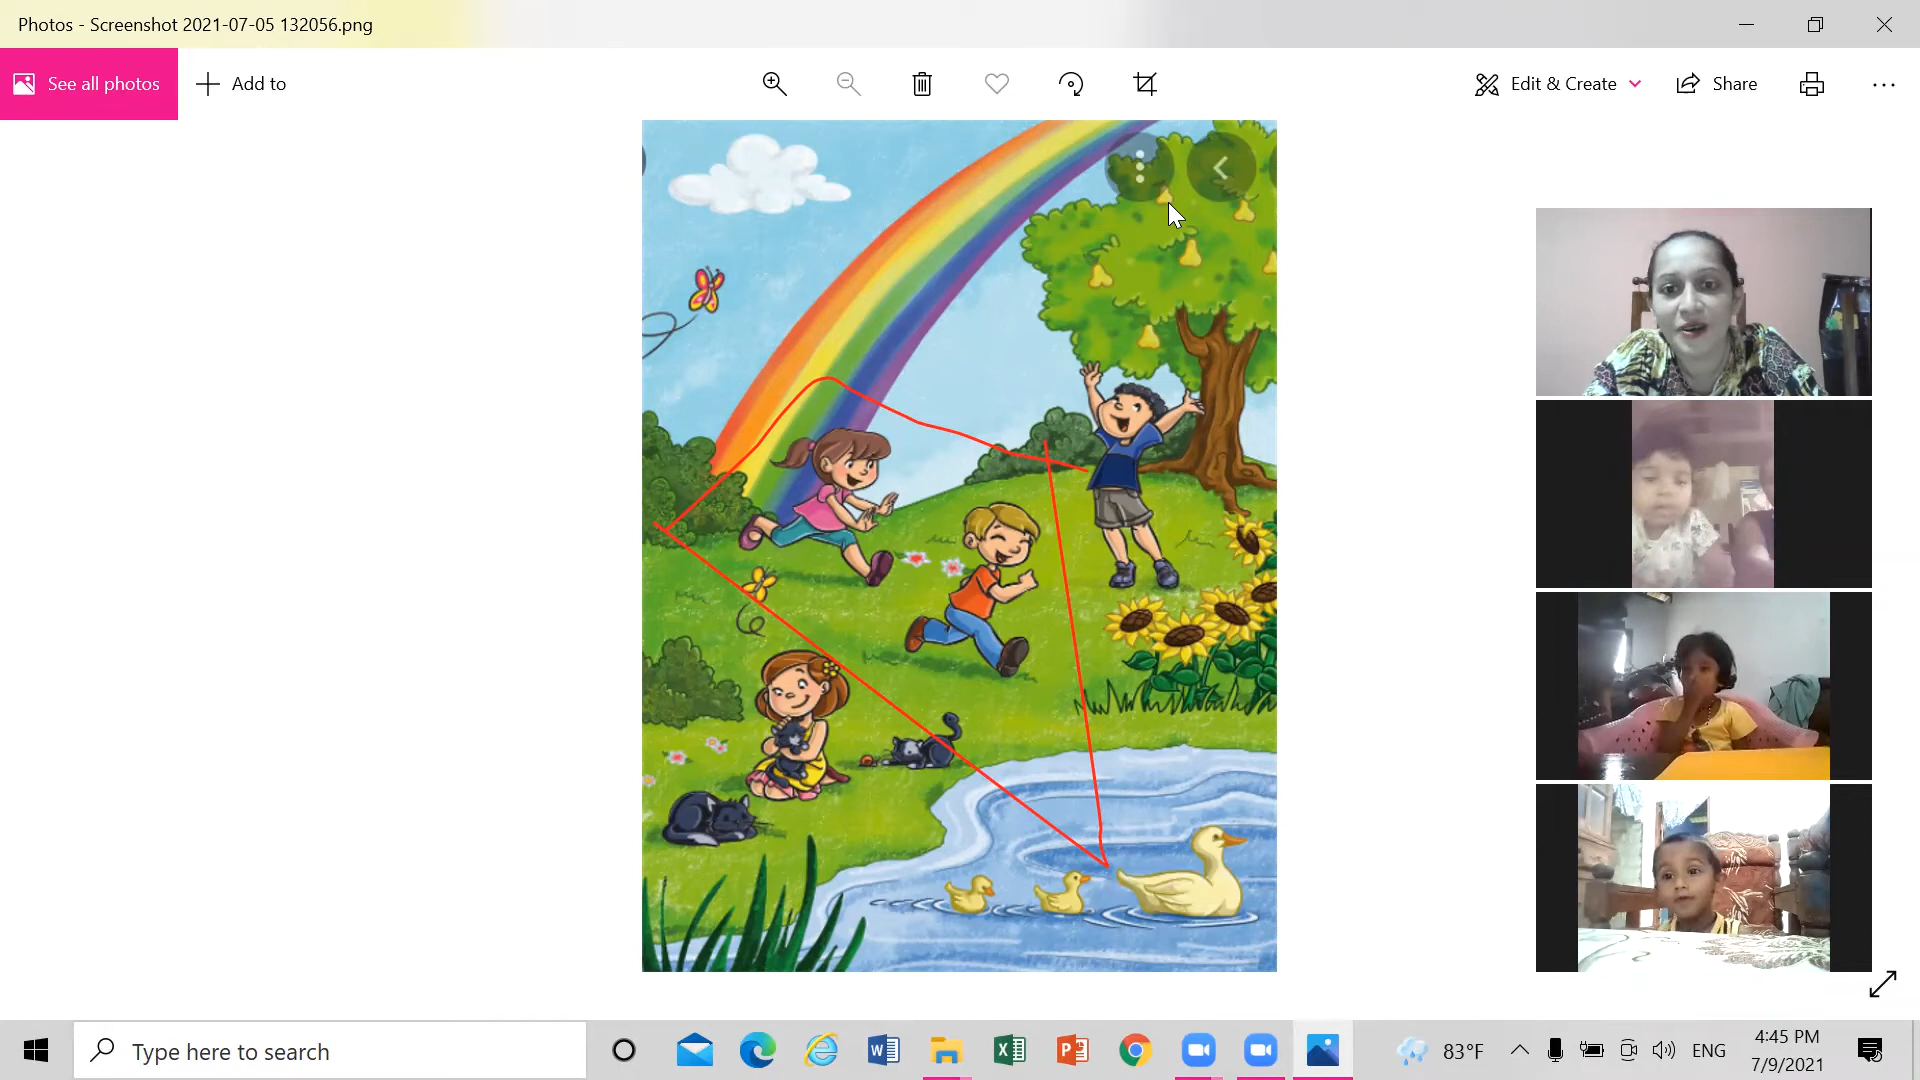 Photos - Screenshot 2021-07-05 132056.png
See all photos
Add to
Edit & Create
Share
Type here to search
83°F
ENG
4:45 PM
7/9/2021